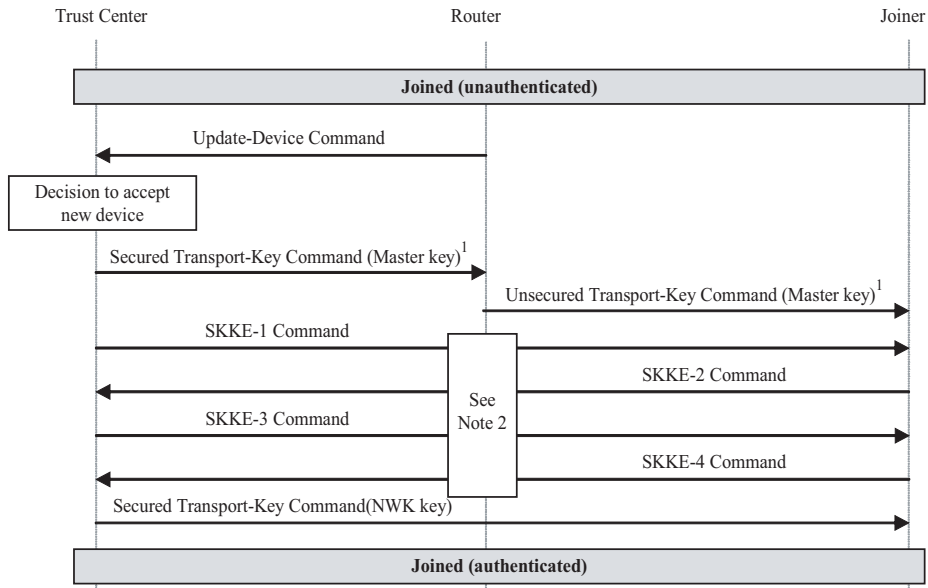 Trust Center Router Joiner
Joined (unauthenticated)
Update-Device Command
Decision to accept
new device
Secured Transport-Key Command (Master key)1
Unsecured Transport-Key Command (Master key)1
SKKE-1 Command
SKKE-2 Command
See
Note 2
SKKE-3 Command
SKKE-4 Command
Secured Transport-Key Command(NWK key)
Joined (authenticated)